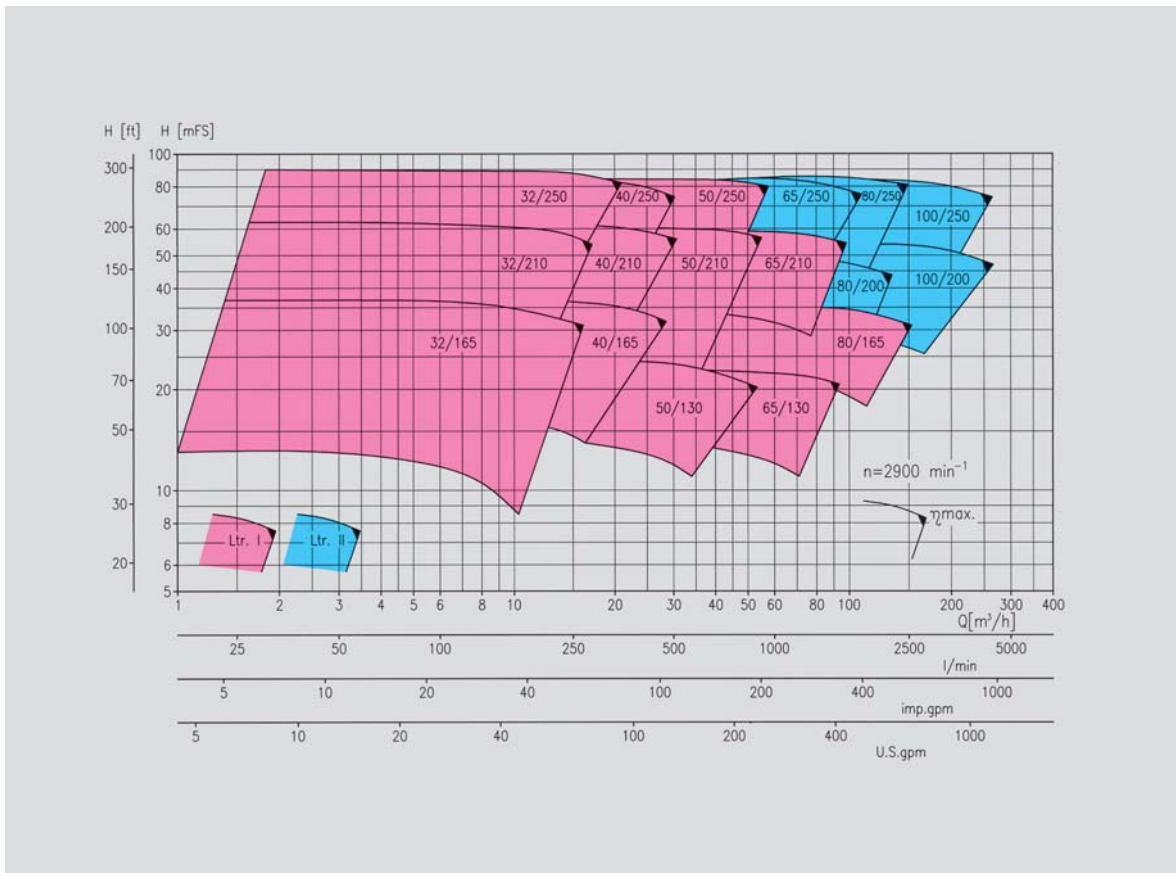 H [ft] H [mFS]
300
200
150
100
70
50
30
20
100
80
60
50
40
30
20
10
8
6
5
32/250 40/250 50/250 65/250 80/250 100/250
32/210 40/210 50/210 65/210 80/200 100/200
32/165 40/165 80/165
50/130 65/130
n=2900 min⁻¹
ηmax.
Ltr. I Ltr. II
1 2 3 4 5 6 8 10 20 30 40 50 60 80 100 200 300 400
Q[m³/h]
25 50 100 250 500 1000 2500 5000
l/min
5 10 20 40 100 200 400 1000
imp.gpm
5 10 20 40 100 200 400 1000
U.S.gpm